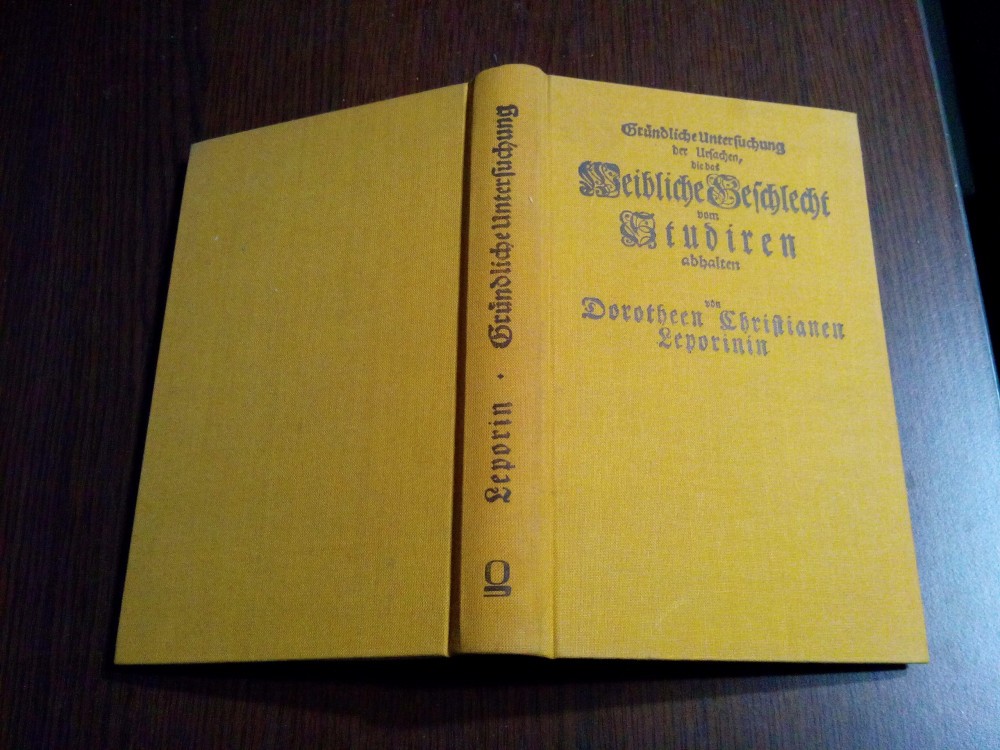 Gründliche Untersuchung
der Ursachen,
die das
Weibliche Geschlecht
vom
Studiren
abhalten
von
Dorotheen Christianen
Leporinin
Leporin · Gründliche Untersuchung